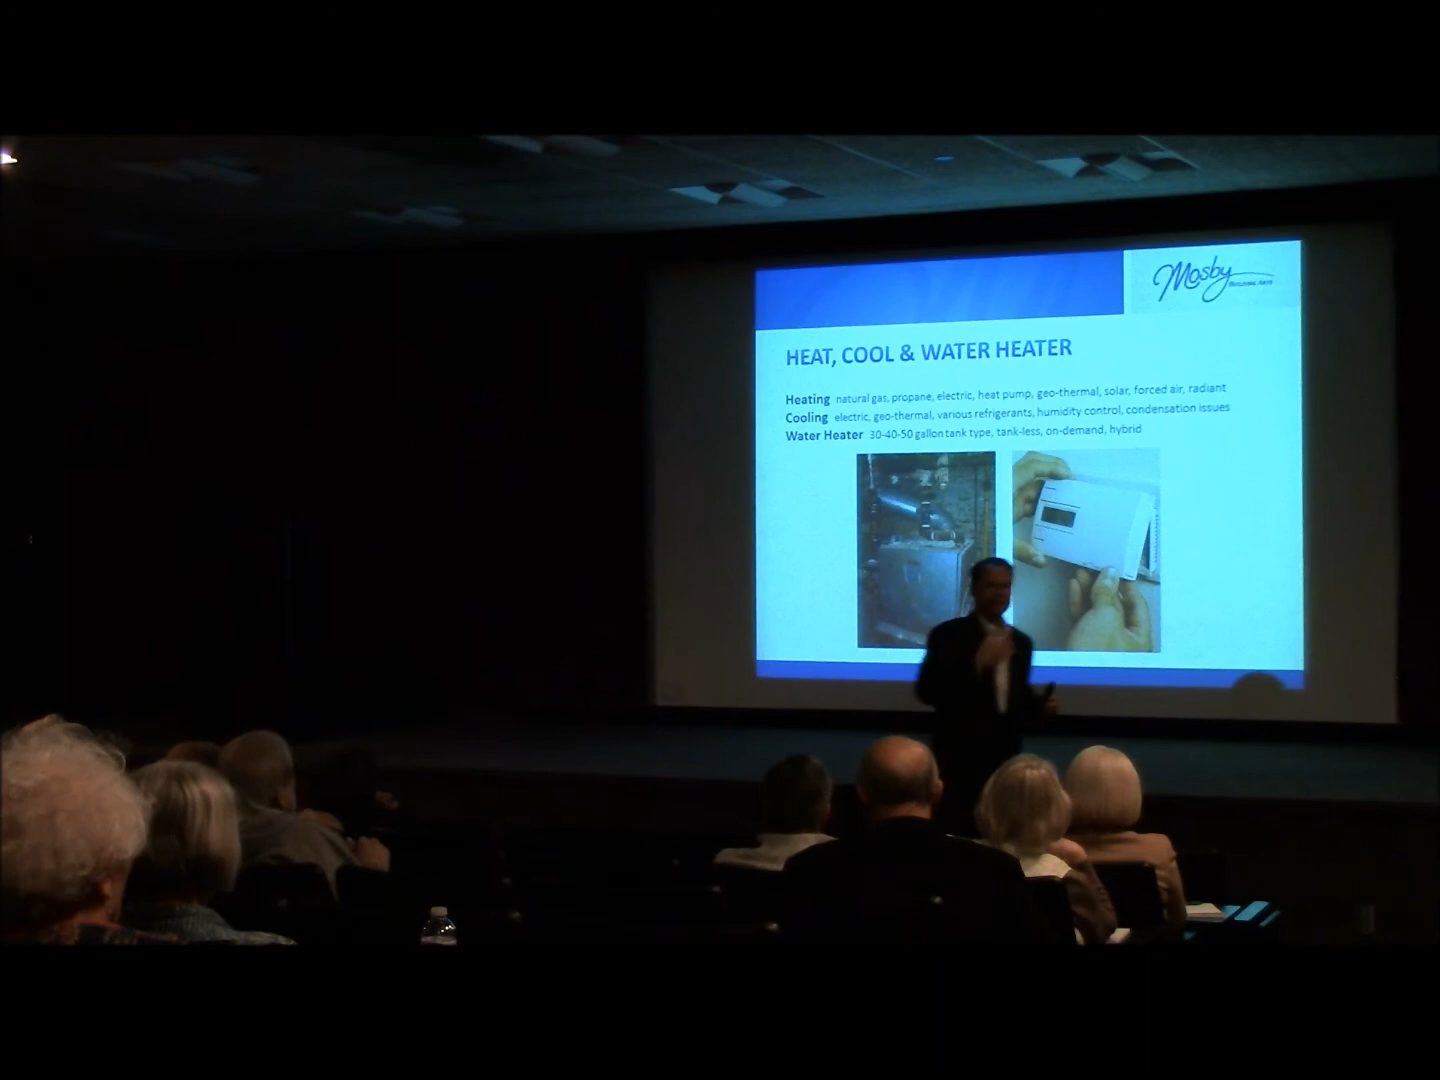 Mosby
Building Arts
HEAT, COOL & WATER HEATER
Heating natural gas, propane, electric, heat pump, geo-thermal, solar, forced air, radiant
Cooling electric, geo-thermal, various refrigerants, humidity control, condensation issues
Water Heater 30-40-50 gallon tank type, tank-less, on-demand, hybrid